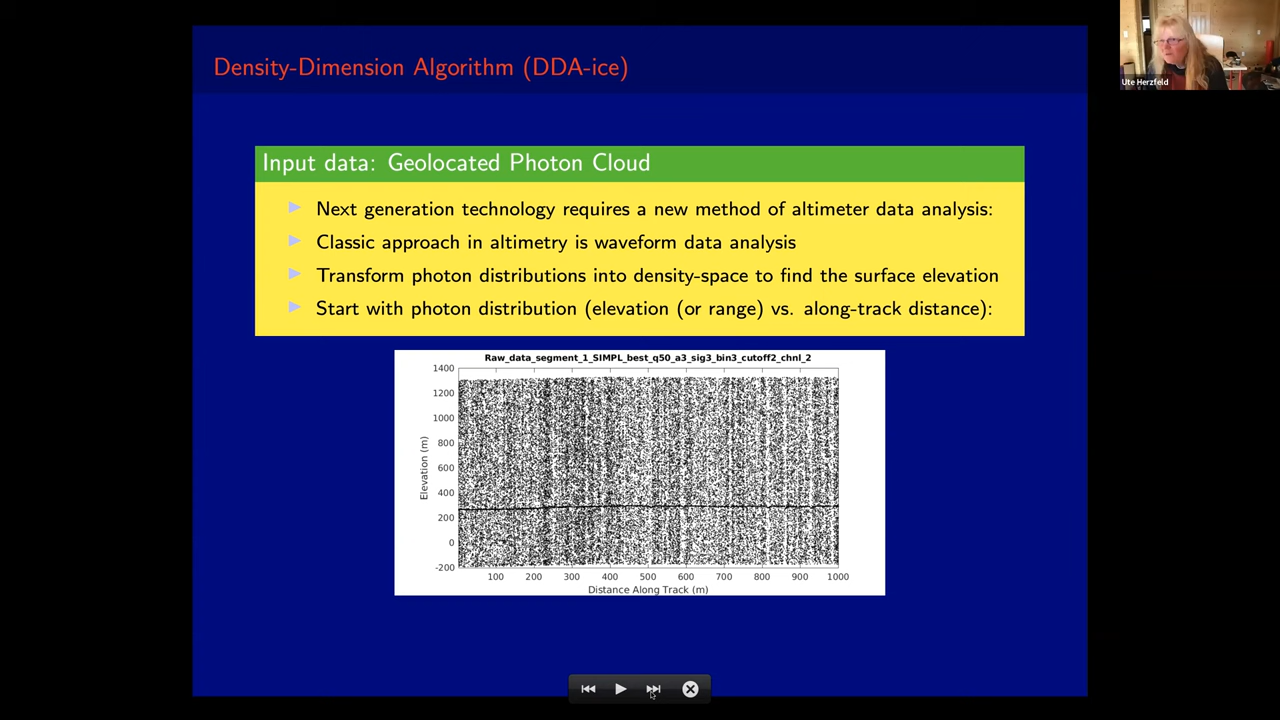 Density-Dimension Algorithm (DDA-ice)
Ute Herzfeld
Input data: Geolocated Photon Cloud
Next generation technology requires a new method of altimeter data analysis:
Classic approach in altimetry is waveform data analysis
Transform photon distributions into density-space to find the surface elevation
Start with photon distribution (elevation (or range) vs. along-track distance):
Raw_data_segment_1_SIMPL_best_q50_a3_sig3_bin3_cutoff2_chnl_2
Elevation (m)
1400
1200
1000
800
600
400
200
0
-200
100 200 300 400 500 600 700 800 900 1000
Distance Along Track (m)